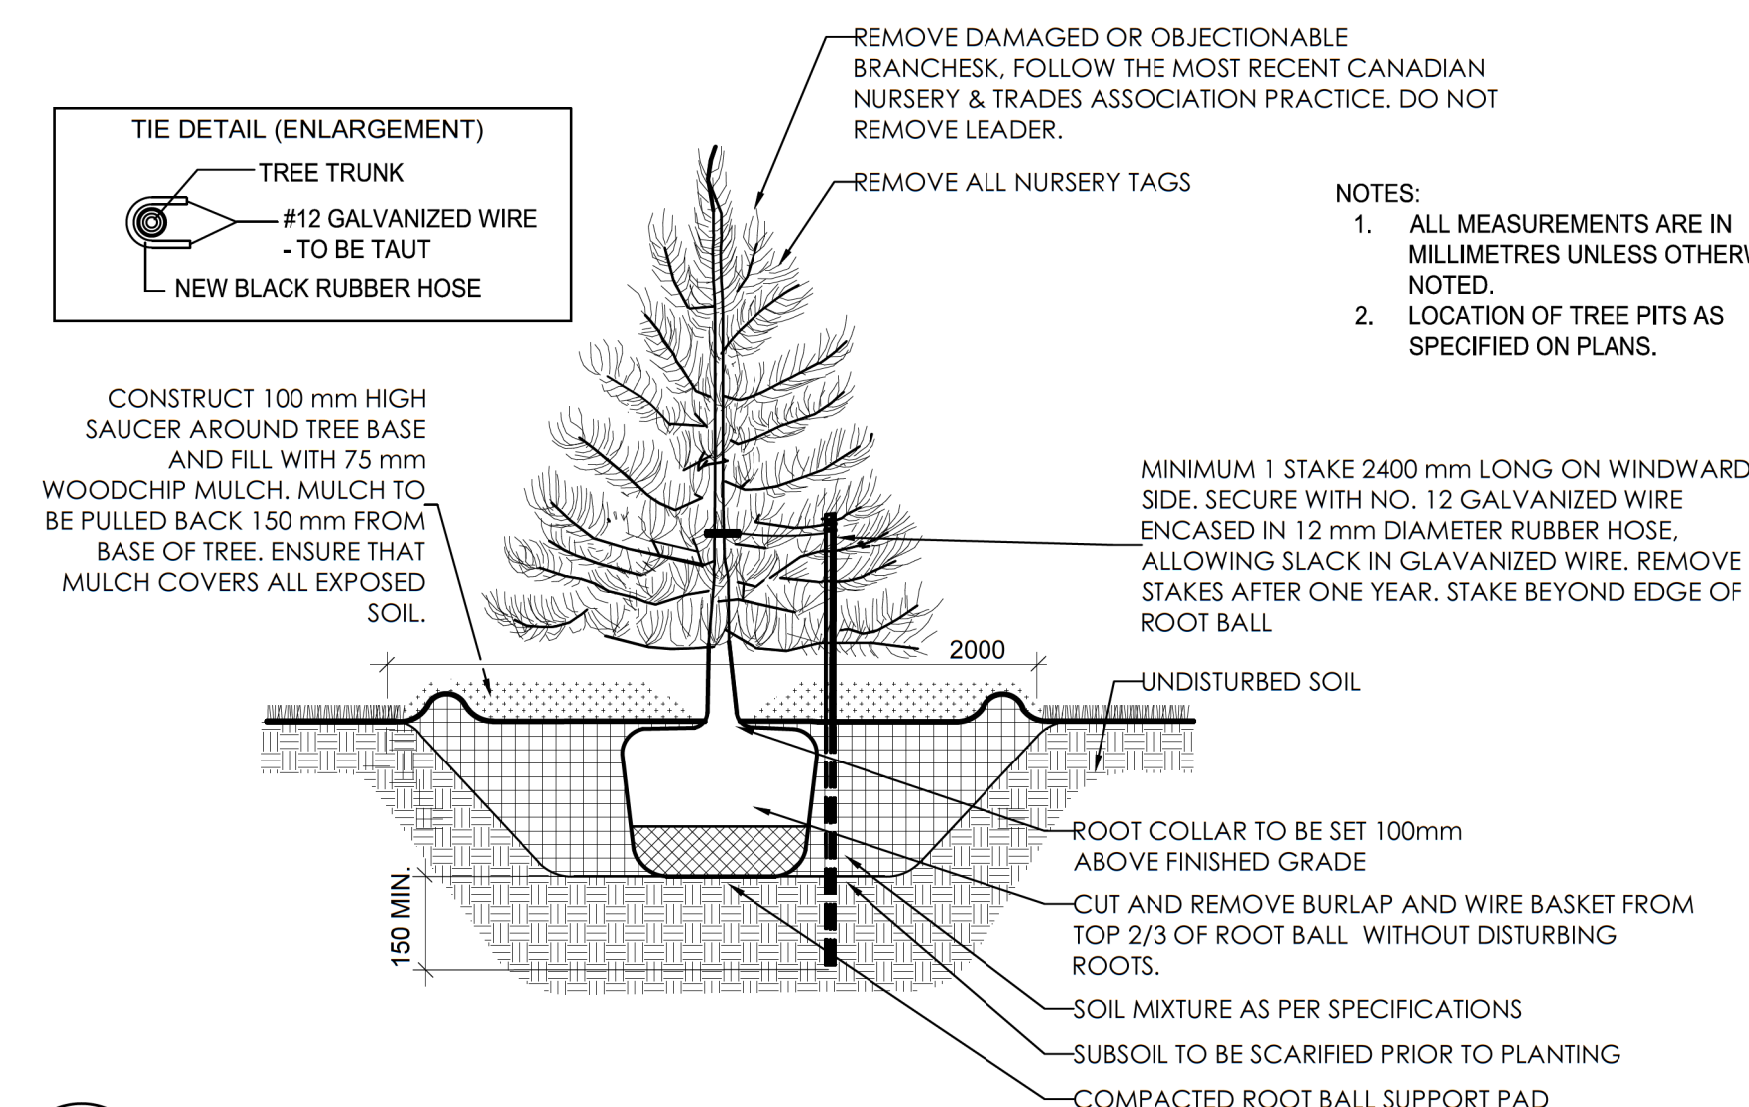 REMOVE DAMAGED OR OBJECTIONABLE
BRANCHESK, FOLLOW THE MOST RECENT CANADIAN
NURSERY & TRADES ASSOCIATION PRACTICE. DO NOT
REMOVE LEADER.
TIE DETAIL (ENLARGEMENT)
TREE TRUNK
#12 GALVANIZED WIRE
- TO BE TAUT
NEW BLACK RUBBER HOSE
REMOVE ALL NURSERY TAGS
NOTES:
1. ALL MEASUREMENTS ARE IN
MILLIMETRES UNLESS
NOTED.
2. LOCATION OF TREE PITS AS
SPECIFIED ON PLANS.
CONSTRUCT 100 mm HIGH
SAUCER AROUND TREE BASE
AND FILL WITH 75 mm
WOODCHIP MULCH. MULCH TO
BE PULLED BACK 150 mm FROM
BASE OF TREE. ENSURE THAT
MULCH COVERS ALL EXPOSED
SOIL.
MINIMUM 1 STAKE 2400 mm LONG ON WINDWARD
SIDE. SECURE WITH NO. 12 GALVANIZED WIRE
ENCASED IN 12 mm DIAMETER RUBBER HOSE,
ALLOWING SLACK IN GLAVANIZED WIRE. REMOVE
STAKES AFTER ONE YEAR. STAKE BEYOND EDGE OF
ROOT BALL
2000
UNDISTURBED SOIL
150 MIN.
ROOT COLLAR TO BE SET 100mm
ABOVE FINISHED GRADE
CUT AND REMOVE BURLAP AND WIRE BASKET FROM
TOP 2/3 OF ROOT BALL WITHOUT DISTURBING
ROOTS.
SOIL MIXTURE AS PER SPECIFICATIONS
SUBSOIL TO BE SCARIFIED PRIOR TO PLANTING
COMPACTED ROOT BALL SUPPORT PAD